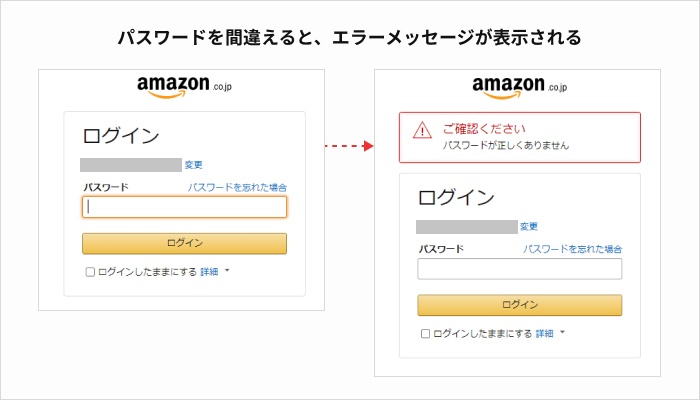 パスワードを間違えると、エラーメッセージが表示される
amazon.co.jp
ログイン
変更
パスワード パスワードを忘れた場合
ログイン
ログインしたままにする 詳細
amazon.co.jp
ご確認ください
パスワードが正しくありません
ログイン
変更
パスワード パスワードを忘れた場合
ログイン
ログインしたままにする 詳細